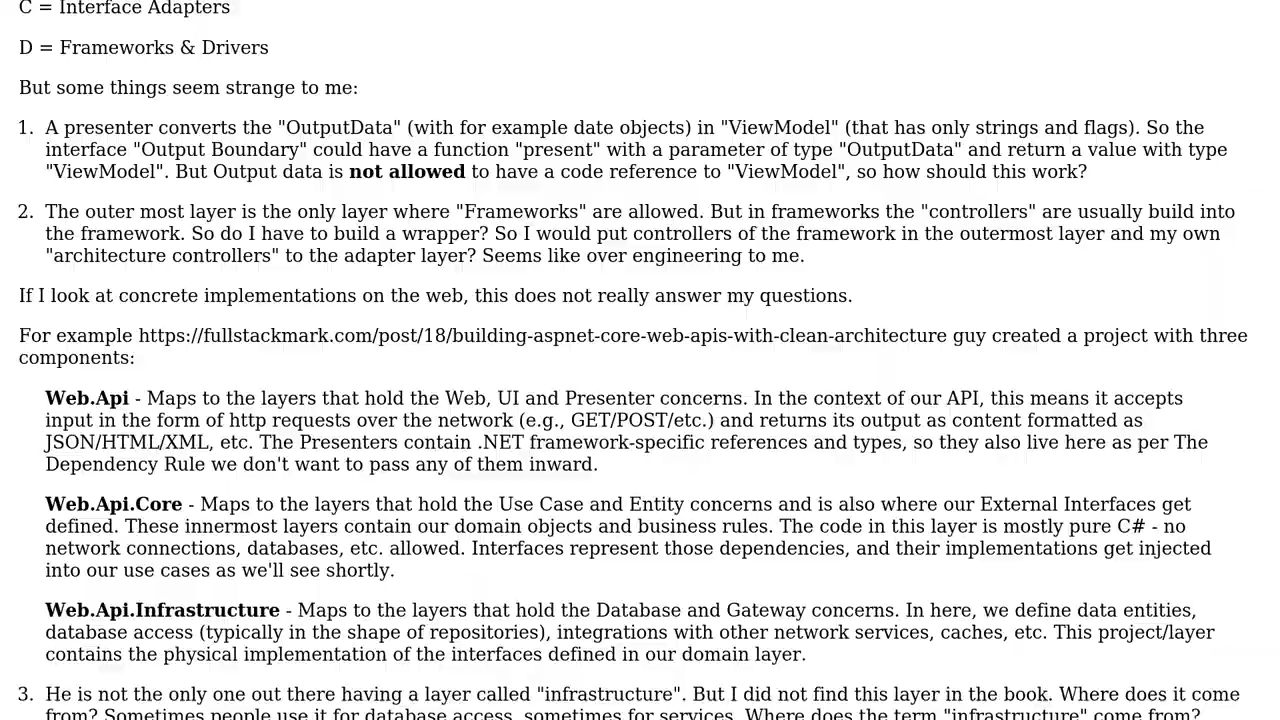 C = Interface Adapters
D = Frameworks & Drivers
But some things seem strange to me:
1. A presenter converts the "OutputData" (with for example date objects) in "ViewModel" (that has only strings and flags). So the
interface "Output Boundary" could have a function "present" with a parameter of type "OutputData" and return a value with type
"ViewModel". But Output data is not allowed to have a code reference to "ViewModel", so how should this work?
2. The outer most layer is the only layer where "Frameworks" are allowed. But in frameworks the "controllers" are usually build into
the framework. So do I have to build a wrapper? So I would put controllers of the framework in the outermost layer and my own
"architecture controllers" to the adapter layer? Seems like over engineering to me.
If I look at concrete implementations on the web, this does not really answer my questions.
For example https://fullstackmark.com/post/18/building-aspnet-core-web-apis-with-clean-architecture guy created a project with three
components:
Web.Api - Maps to the layers that hold the Web, UI and Presenter concerns. In the context of our API, this means it accepts
input in the form of http requests over the network (e.g., GET/POST/etc.) and returns its output as content formatted as
JSON/HTML/XML, etc. The Presenters contain .NET framework-specific references and types, so they also live here as per The
Dependency Rule we don't want to pass any of them inward.
Web.Api.Core - Maps to the layers that hold the Use Case and Entity concerns and is also where our External Interfaces get
defined. These innermost layers contain our domain objects and business rules. The code in this layer is mostly pure C# - no
network connections, databases, etc. allowed. Interfaces represent those dependencies, and their implementations get injected
into our use cases as we'll see shortly.
Web.Api.Infrastructure - Maps to the layers that hold the Database and Gateway concerns. In here, we define data entities,
database access (typically in the shape of repositories), integrations with other network services, caches, etc. This project/layer
contains the physical implementation of the interfaces defined in our domain layer.
3. He is not the only one out there having a layer called "infrastructure". But I did not find this layer in the book. Where does it come
from? Sometimes people use it for database access, sometimes for services. Where does the term "infrastructure" come from?